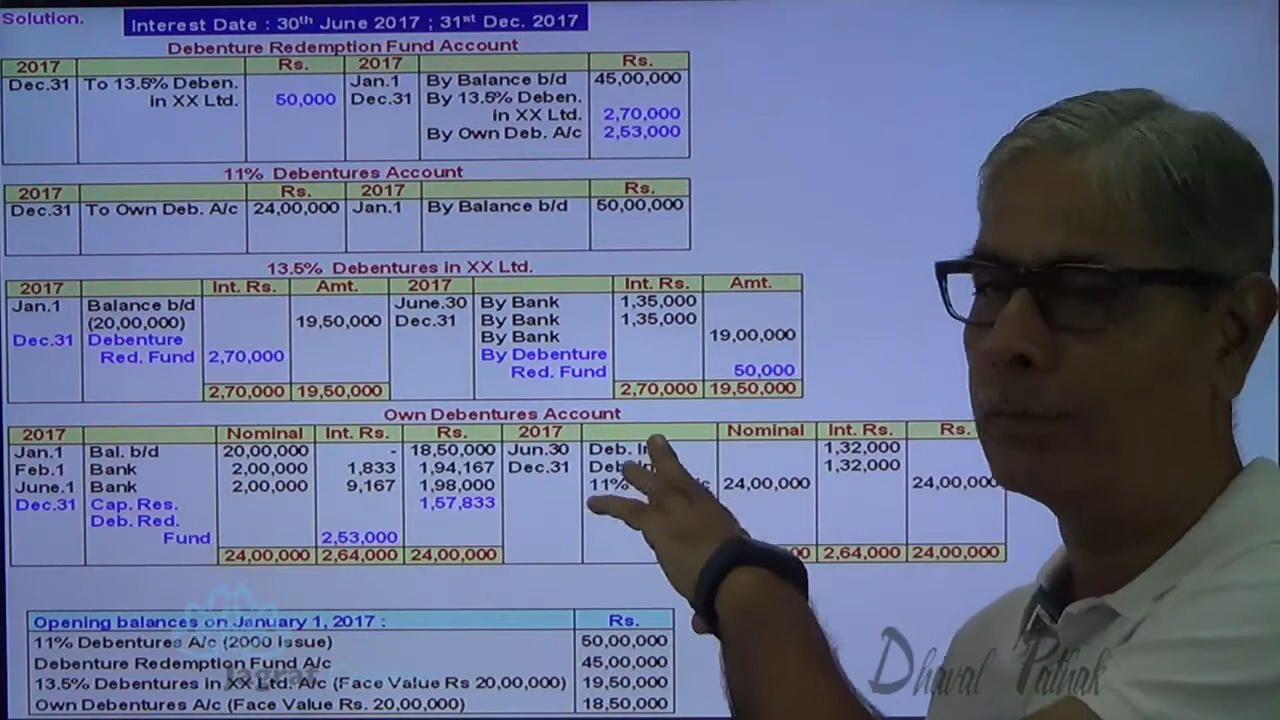 Solution.
Interest Date : 30th June 2017 ; 31st Dec. 2017
Debenture Redemption Fund Account
2017 Rs. 2017 Rs.
Dec.31 To 13.5% Deben. Jan.1 By Balance b/d 45,00,000
in XX Ltd. 50,000 Dec.31 By 13.5% Deben.
in XX Ltd. 2,70,000
By Own Deb. A/c 2,53,000
11% Debentures Account
2017 Rs. 2017 Rs.
Dec.31 To Own Deb. A/c 24,00,000 Jan.1 By Balance b/d 50,00,000
13.5% Debentures in XX Ltd.
2017 Int. Rs. Amt. 2017 Int. Rs. Amt.
Jan.1 Balance b/d June.30 By Bank 1,35,000
(20,00,000) 19,50,000 Dec.31 By Bank 1,35,000
Dec.31 Debenture By Bank 19,00,000
Red. Fund 2,70,000 By Debenture
Red. Fund 50,000
2,70,000 19,50,000 2,70,000 19,50,000
Own Debentures Account
2017 Nominal Int. Rs. Rs. 2017 Nominal Int. Rs. Rs.
Jan.1 Bal. b/d 20,00,000 - 18,50,000 Jun.30 Deb. 1,32,000
Feb.1 Bank 2,00,000 1,833 1,94,167 Dec.31 1,32,000
June.1 Bank 2,00,000 9,167 1,98,000 11% 24,00,000 24,00,000
Dec.31 Cap. Res. 1,57,833
Deb. Red.
Fund 2,53,000
24,00,000 2,64,000 24,00,000 2,64,000 24,00,000
Opening balances on January 1, 2017 : Rs.
11% Debentures A/c (2000 Issue) 50,00,000
Debenture Redemption Fund A/c 45,00,000
13.5% Debentures in XX Ltd. A/c (Face Value Rs 20,00,000) 19,50,000
Own Debentures A/c (Face Value Rs. 20,00,000) 18,50,000
Jagrat
Dhaval Pathak